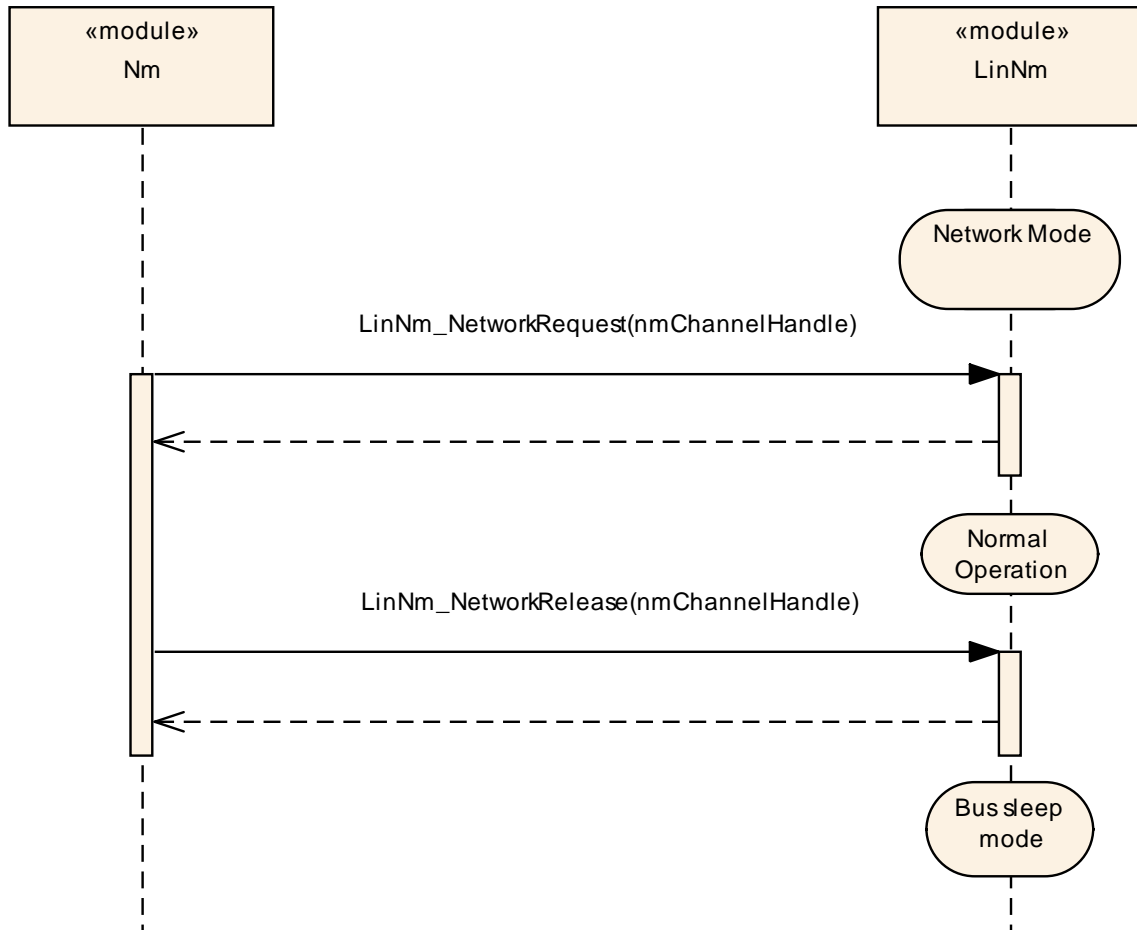 «module»
Nm
«module»
LinNm
Network Mode
LinNm_NetworkRequest(nmChannelHandle)
Normal
Operation
LinNm_NetworkRelease(nmChannelHandle)
Bus sleep
mode